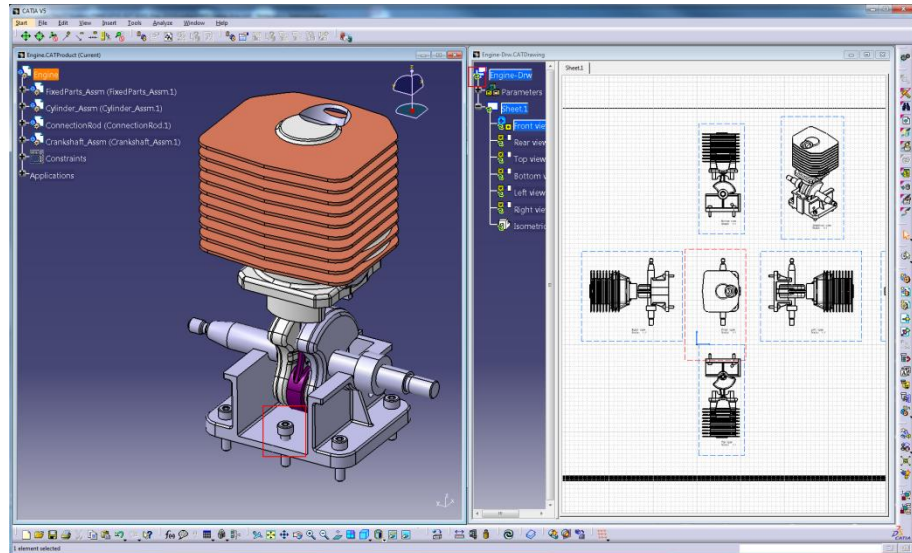 CATIA V5
Start File Edit View Insert Tools Analyze Window Help
Engine.CATProduct (Current)
Engine
FixedParts_Assm (FixedParts_Assm.1)
Cylinder_Assm (Cylinder_Assm.1)
ConnectionRod (ConnectionRod.1)
Crankshaft_Assm (Crankshaft_Assm.1)
Constraints
Applications
Engine-Drw.CATDrawing
Engine-Drw
Parameters
Sheet.1
Front vie
Rear view
Top view
Bottom v
Left view
Right vie
Isometric
Sheet.1
CATIA
1 element selected